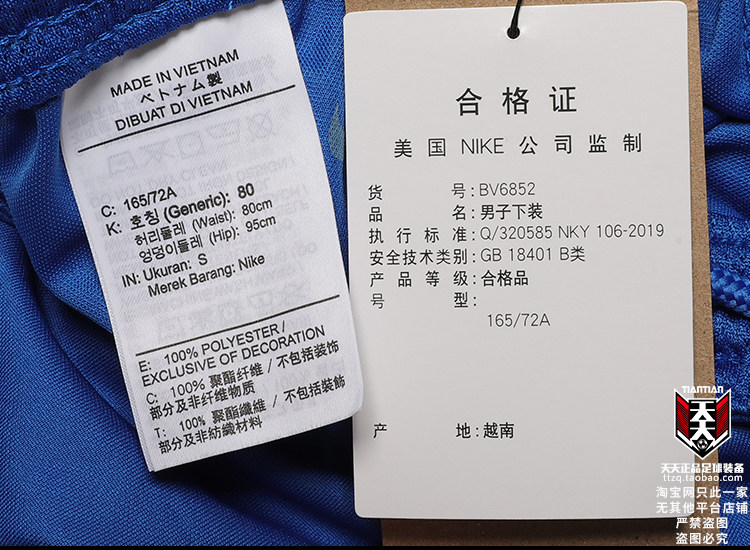 MADE IN VIETNAM
ベトナム製
DIBUAT DI VIETNAM
C: 165/72A
K: 호칭 (Generic): 80
허리둘레 (Waist): 80cm
엉덩이둘레 (Hip): 95cm
IN: Ukuran: S
Merek Barang: Nike
E: 100% POLYESTER /
EXCLUSIVE OF DECORATION
C: 100% 聚酯纤维 / 不包括装饰
部分及非纤维物质
T: 100% 聚酯纖維 / 不包括裝飾
部分及非紡織材料
合格证
美国 NIKE 公司监制
货号: BV6852
品名: 男子下装
执行标准: Q/320585 NKY 106-2019
安全技术类别: GB 18401 B类
产品等级: 合格品
号型:
165/72A
产地: 越南
TIANTIAN
天天
天天正品足球装备
ttzq.taobao.com
淘宝网只此一家
无其他平台店铺
严禁盗图
盗图必究